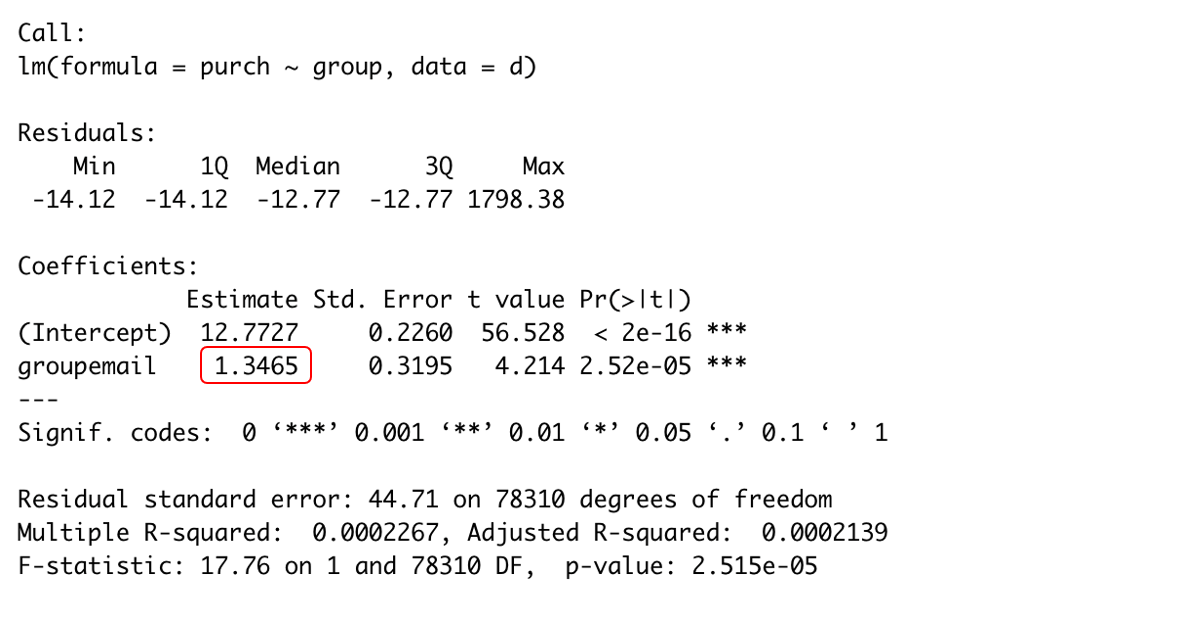 Call:
lm(formula = purch ~ group, data = d)
Residuals:
    Min      1Q  Median      3Q     Max
 -14.12  -14.12  -12.77  -12.77 1798.38
Coefficients:
            Estimate Std. Error t value Pr(>|t|)
(Intercept)  12.7727     0.2260  56.528  < 2e-16 ***
groupemail    1.3465     0.3195   4.214 2.52e-05 ***
---
Signif. codes:  0 ‘***’ 0.001 ‘**’ 0.01 ‘*’ 0.05 ‘.’ 0.1 ‘ ’ 1
Residual standard error: 44.71 on 78310 degrees of freedom
Multiple R-squared:  0.0002267, Adjusted R-squared:  0.0002139
F-statistic: 17.76 on 1 and 78310 DF,  p-value: 2.515e-05